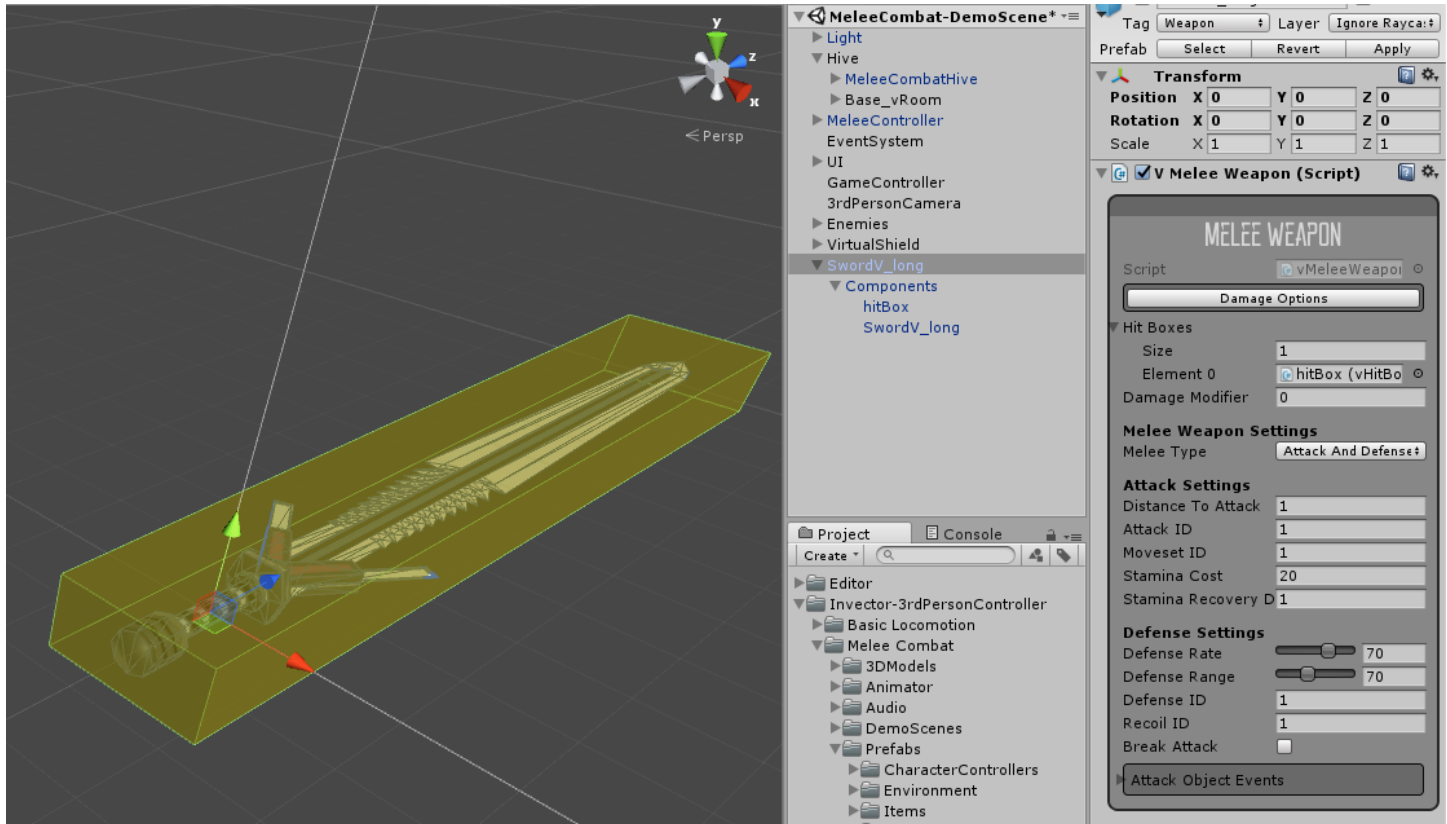 y
z
x
Persp
MeleeCombat-DemoScene*
Light
Hive
MeleeCombatHive
Base_vRoom
MeleeController
EventSystem
UI
GameController
3rdPersonCamera
Enemies
VirtualShield
SwordV_long
Components
hitBox
SwordV_long
Project Console
Create
Editor
Invector-3rdPersonController
Basic Locomotion
Melee Combat
3DModels
Animator
Audio
DemoScenes
Prefabs
CharacterControllers
Environment
Items
Tag Weapon Layer Ignore Rayca
Prefab Select Revert Apply
Transform
Position X 0 Y 0 Z 0
Rotation X 0 Y 0 Z 0
Scale X 1 Y 1 Z 1
V Melee Weapon (Script)
MELEE WEAPON
Script vMeleeWeapon
Damage Options
Hit Boxes
Size 1
Element 0 hitBox (vHitBo
Damage Modifier 0
Melee Weapon Settings
Melee Type Attack And Defense
Attack Settings
Distance To Attack 1
Attack ID 1
Moveset ID 1
Stamina Cost 20
Stamina Recovery D 1
Defense Settings
Defense Rate 70
Defense Range 70
Defense ID 1
Recoil ID 1
Break Attack
Attack Object Events